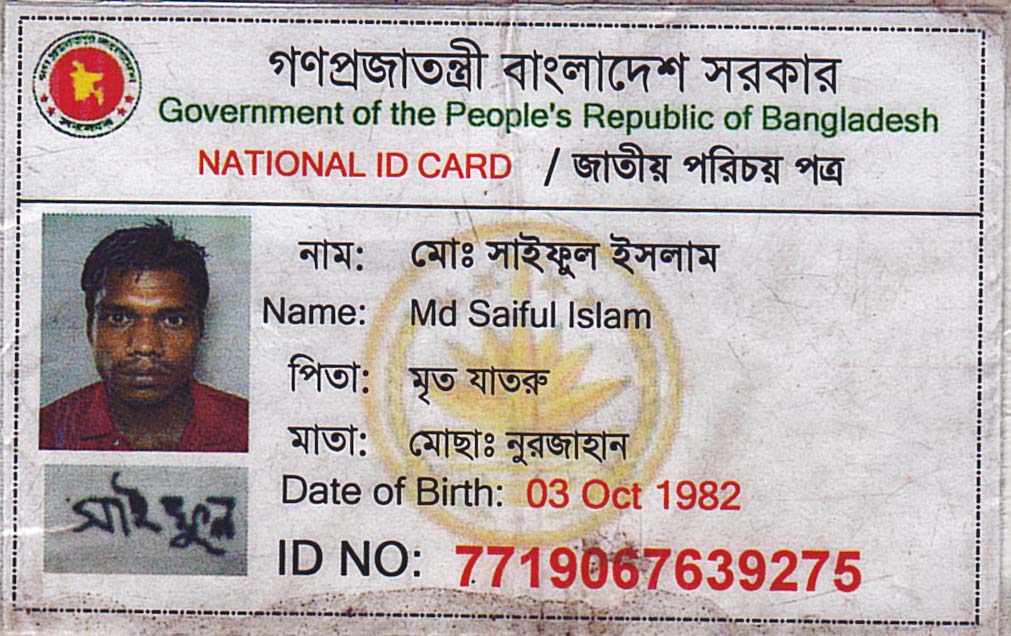 গণপ্রজাতন্ত্রী বাংলাদেশ সরকার
Government of the People's Republic of Bangladesh
NATIONAL ID CARD / জাতীয় পরিচয় পত্র
নাম: মোঃ সাইফুল ইসলাম
Name: Md Saiful Islam
পিতা: মৃত যাতরু
মাতা: মোছাঃ নুরজাহান
Date of Birth: 03 Oct 1982
সাইফুল
ID NO: 7719067639275